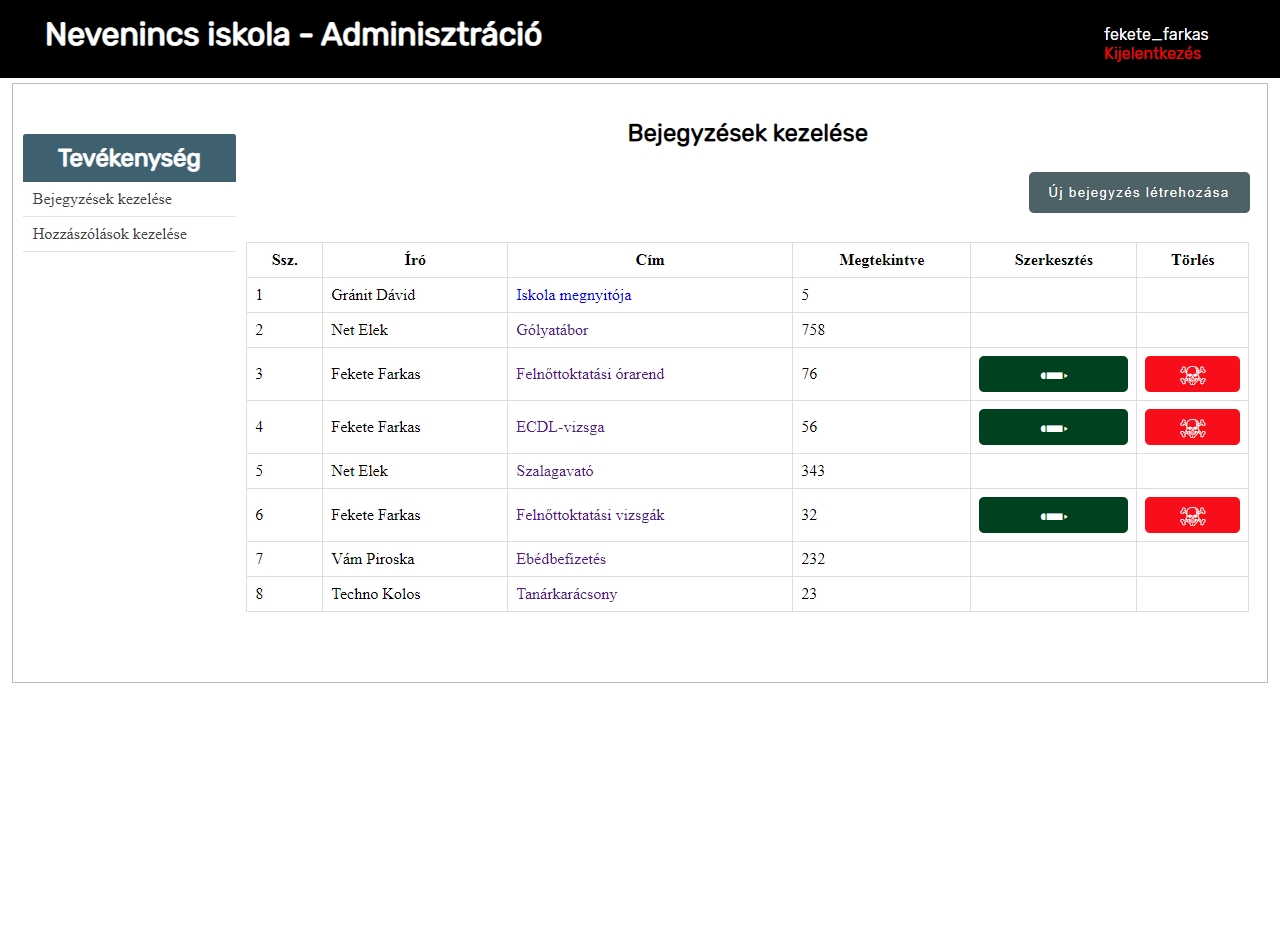 Nevenincs iskola - Adminisztráció
fekete_farkas
Kijelentkezés
Tevékenység
Bejegyzések kezelése
Hozzászólások kezelése
Bejegyzések kezelése
Új bejegyzés létrehozása
Ssz. Író Cím Megtekintve Szerkesztés Törlés
1 Gránit Dávid Iskola megnyitója 5
2 Net Elek Gólyatábor 758
3 Fekete Farkas Felnőttoktatási órarend 76
4 Fekete Farkas ECDL-vizsga 56
5 Net Elek Szalagavató 343
6 Fekete Farkas Felnőttoktatási vizsgák 32
7 Vám Piroska Ebédbefizetés 232
8 Techno Kolos Tanárkarácsony 23